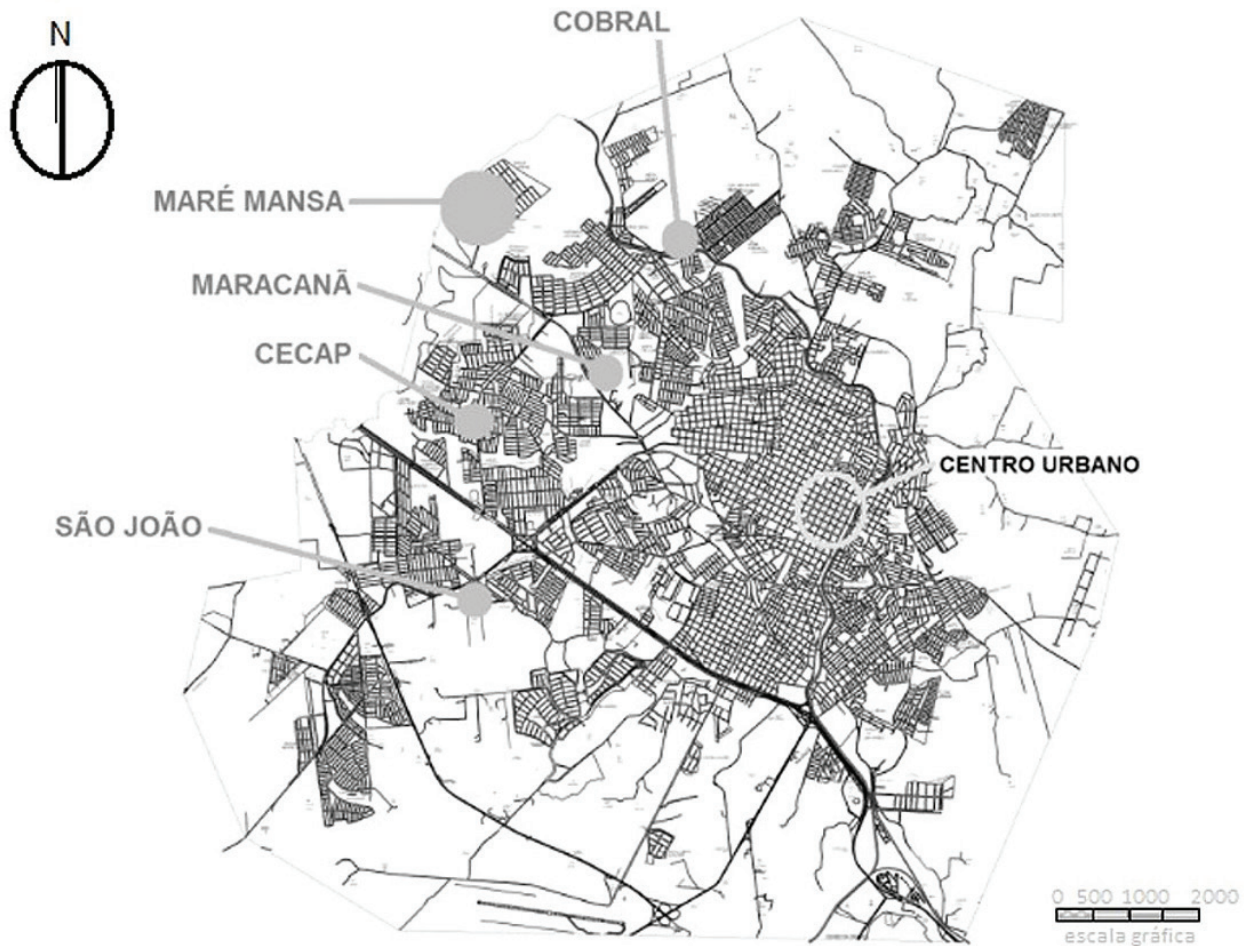 N
COBRAL
MARÉ MANSA
MARACANÃ
CECAP
CENTRO URBANO
SÃO JOÃO
0 500 1000 2000
escala gráfica